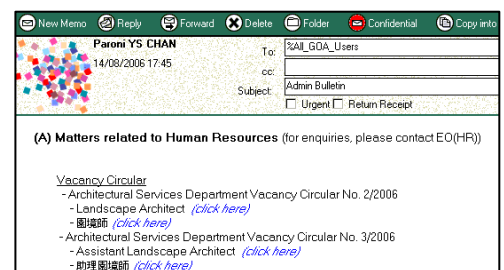 New Memo Reply Forward Delete Folder Confidential Copy into
Paroni YS CHAN
14/08/2006 17:45
To: %All_GOA_Users
cc:
Subject: Admin Bulletin
Urgent Return Receipt
(A) Matters related to Human Resources (for enquiries, please contact EO(HR))
Vacancy Circular
- Architectural Services Department Vacancy Circular No. 2/2006
- Landscape Architect (click here)
- 園境師 (click here)
- Architectural Services Department Vacancy Circular No. 3/2006
- Assistant Landscape Architect (click here)
- 助理園境師 (click here)